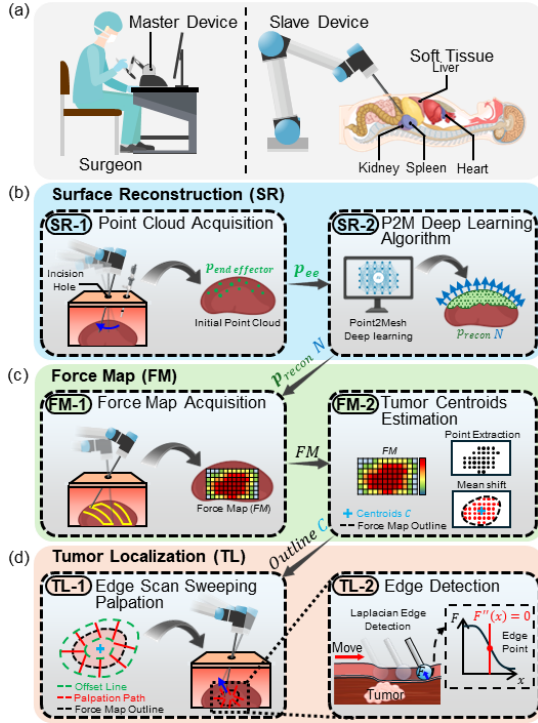 (a)
Master Device
Surgeon
Slave Device
Soft Tissue
Liver
Kidney
Spleen
Heart
(b)
Surface Reconstruction (SR)
SR-1 Point Cloud Acquisition
Incision
Hole
p_end effector
Initial Point Cloud
p_ee
SR-2 P2M Deep Learning
Algorithm
Point2Mesh
Deep learning
p_recon N
p_recon N
(c)
Force Map (FM)
FM-1 Force Map Acquisition
Force Map (FM)
FM
FM-2 Tumor Centroids
Estimation
FM
Point Extraction
Mean shift
Centroids C
Force Map Outline
Outline C
(d)
Tumor Localization (TL)
TL-1 Edge Scan Sweeping
Palpation
Offset Line
Palpation Path
Force Map Outline
TL-2 Edge Detection
Laplacian Edge
Detection
Move
Tumor
F
F''(x) = 0
Edge
Point
x